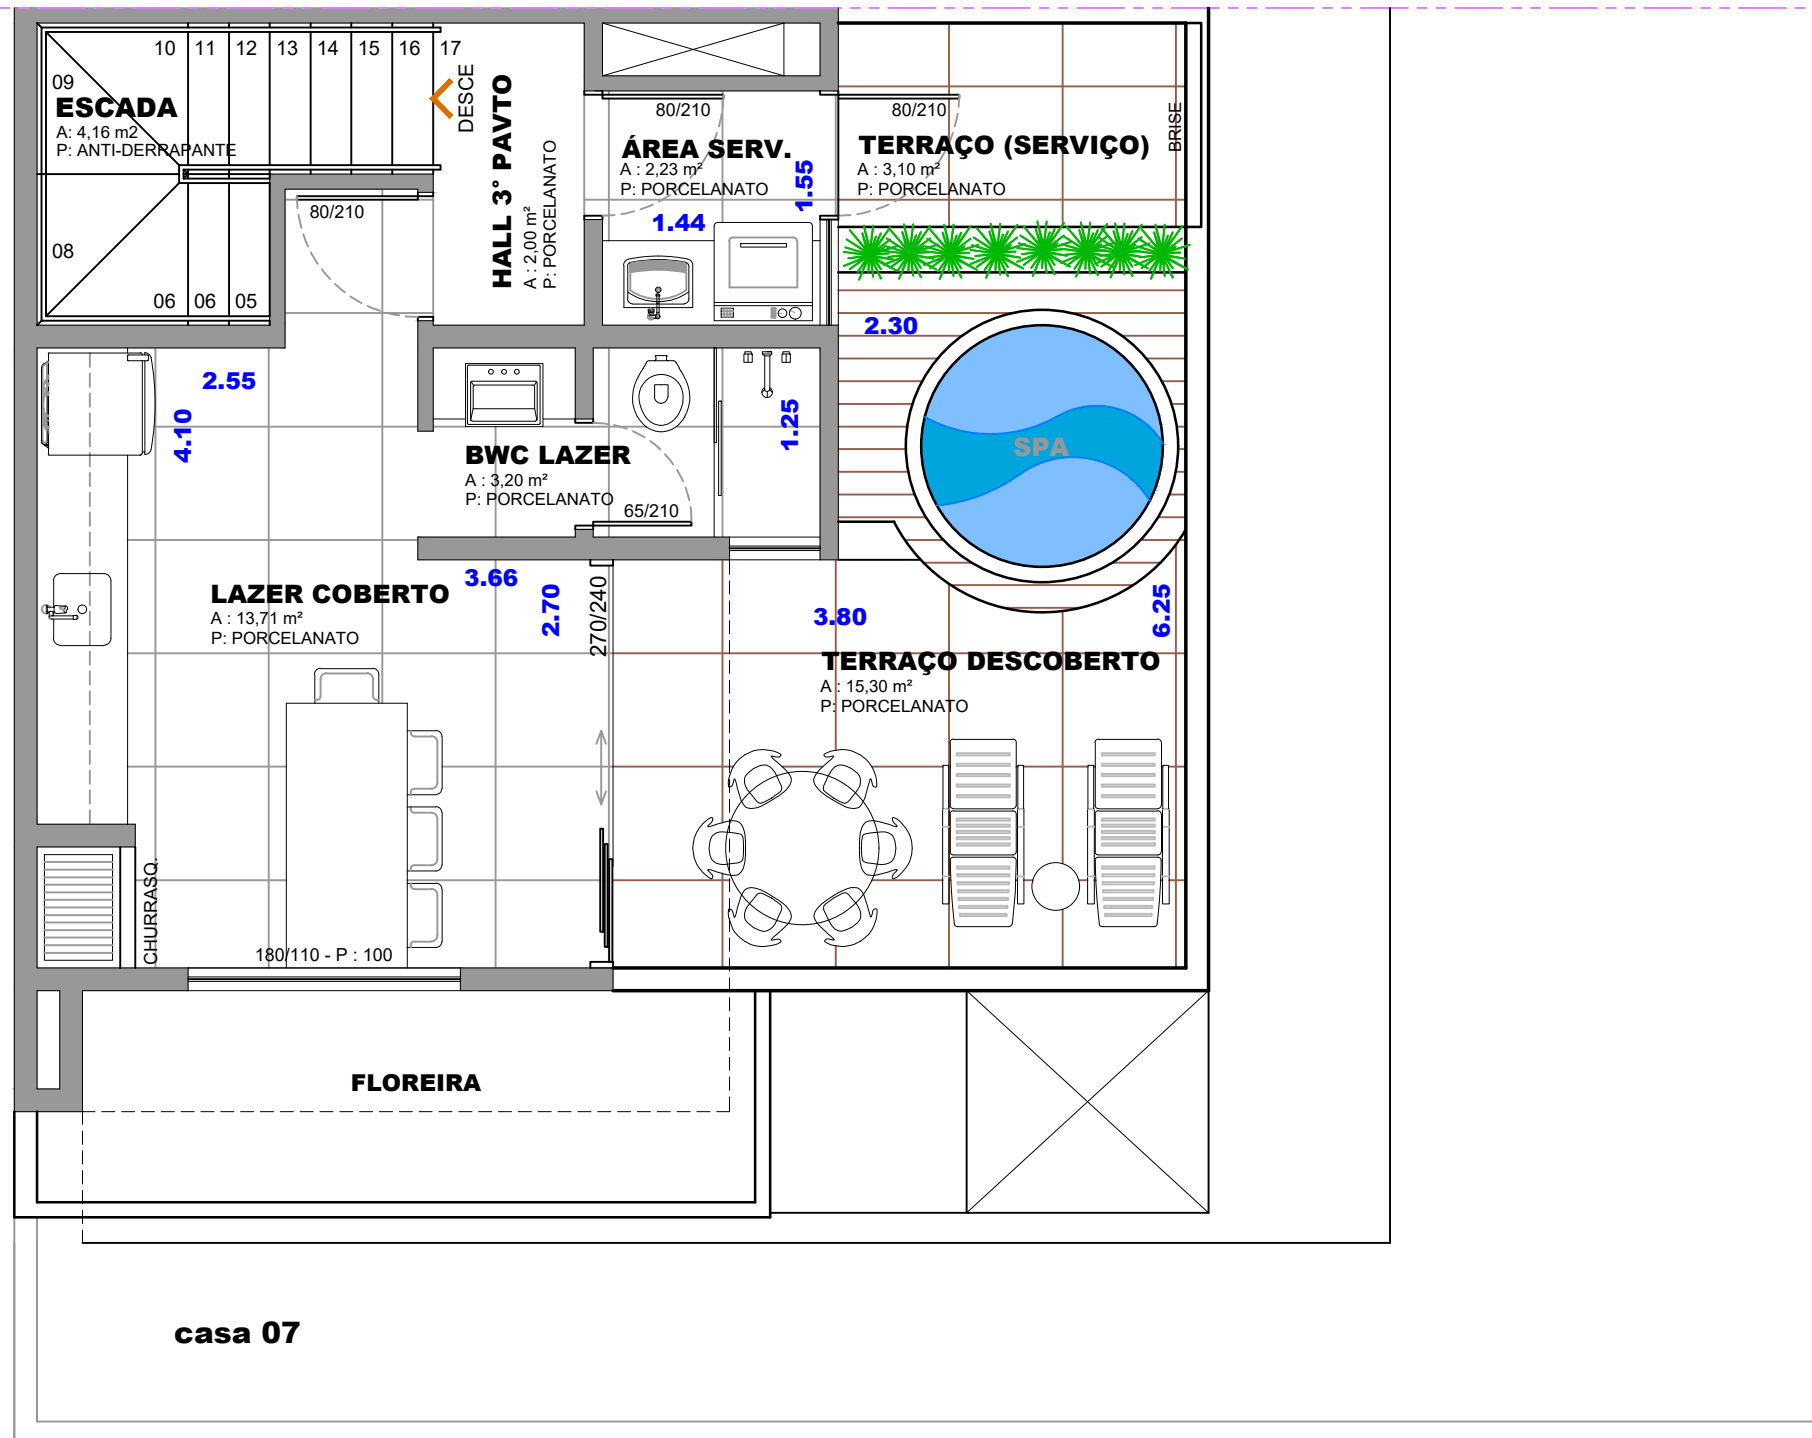 10 11 12 13 14 15 16 17
09
ESCADA
A: 4,16 m2
P: ANTI-DERRAPANTE
08
06 06 05
DESCE
HALL 3° PAVTO
A : 2,00 m²
P: PORCELANATO
80/210
80/210
ÁREA SERV.
A : 2,23 m²
P: PORCELANATO
1.44
1.55
80/210
TERRAÇO (SERVIÇO)
A : 3,10 m²
P: PORCELANATO
BRISE
2.30
SPA
2.55
4.10
BWC LAZER
A : 3,20 m²
P: PORCELANATO
65/210
1.25
LAZER COBERTO
A : 13,71 m²
P: PORCELANATO
3.66
2.70
270/240
3.80
6.25
TERRAÇO DESCOBERTO
A : 15,30 m²
P: PORCELANATO
CHURRASQ.
180/110 - P : 100
FLOREIRA
casa 07